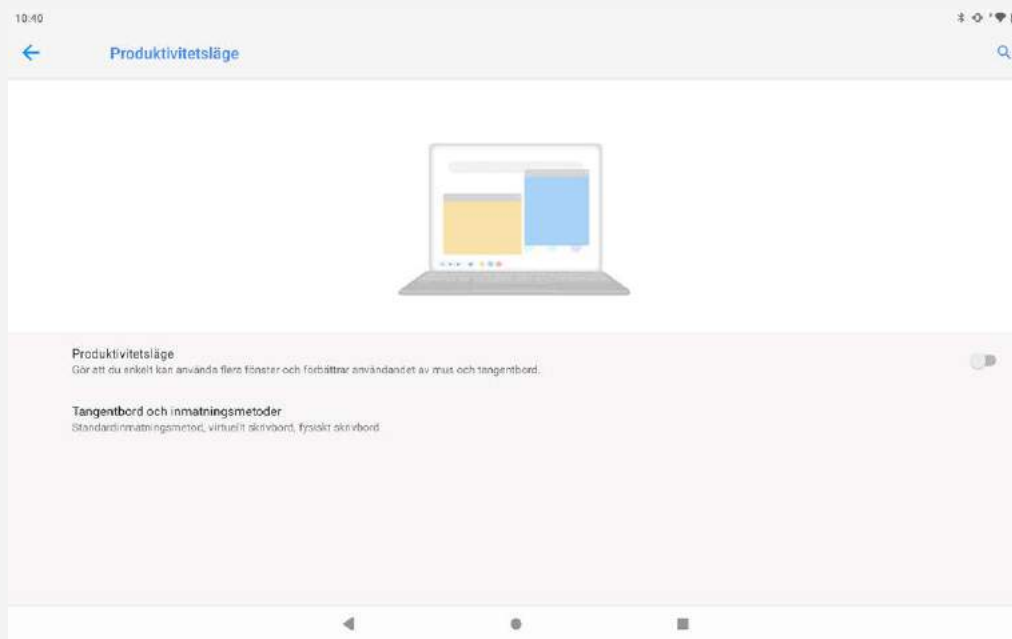 10:40
Produktivitetsläge
Produktivitetsläge
Gör att du enkelt kan använda flera fönster och förbättrar användandet av mus och tangentbord.
Tangentbord och inmatningsmetoder
Standardinmatningsmetod, virtuellt skrivbord, fysiskt skrivbord